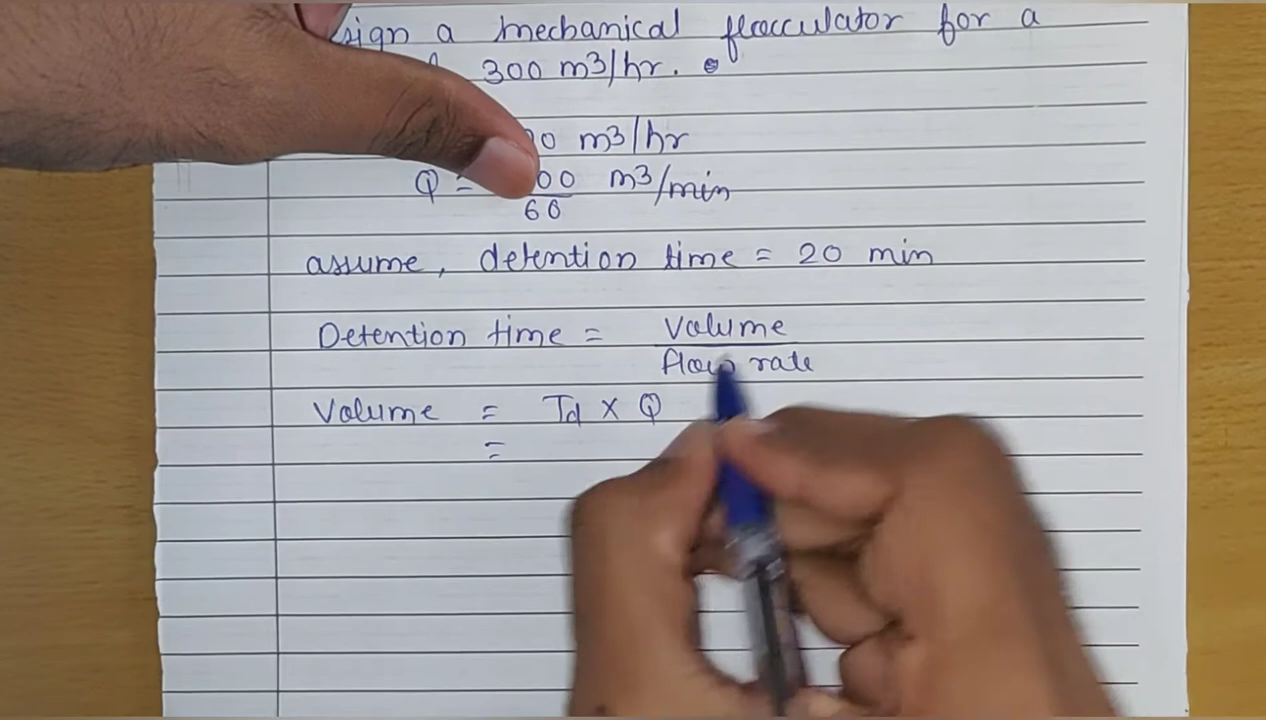 sign a mechanical flocculator for a
300 m3/hr.
00 m3/hr
Q = 00 m3/min
60
assume, detention time = 20 min
Detention time = Volume
flow rate
Volume = Td X Q
=